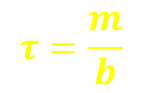 τ = m/b